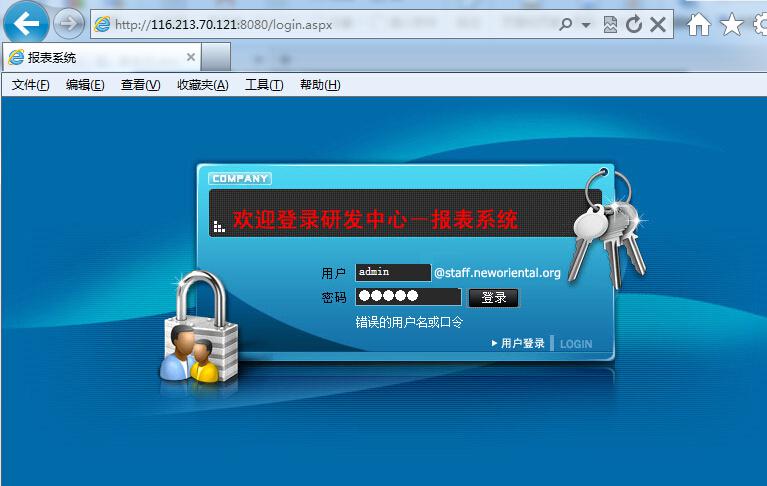 http://116.213.70.121:8080/login.aspx
报表系统
文件(F) 编辑(E) 查看(V) 收藏夹(A) 工具(T) 帮助(H)
COMPANY
欢迎登录研发中心－报表系统
用户 admin @staff.neworiental.org
密码 ●●●●● 登录
错误的用户名或口令
用户登录 LOGIN